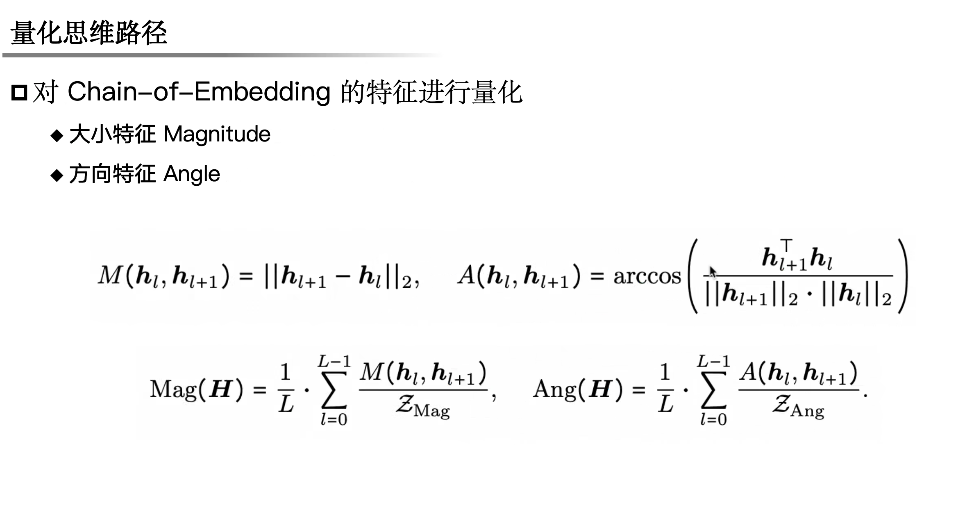 量化思维路径
对 Chain-of-Embedding 的特征进行量化
大小特征 Magnitude
方向特征 Angle
$M(\boldsymbol{h}_l, \boldsymbol{h}_{l+1}) = ||\boldsymbol{h}_{l+1} - \boldsymbol{h}_l||_2, \quad A(\boldsymbol{h}_l, \boldsymbol{h}_{l+1}) = \arccos\left(\frac{\boldsymbol{h}_{l+1}^\top \boldsymbol{h}_l}{||\boldsymbol{h}_{l+1}||_2 \cdot ||\boldsymbol{h}_l||_2}\right)$
$\mathrm{Mag}(\boldsymbol{H}) = \frac{1}{L} \cdot \sum_{l=0}^{L-1} \frac{M(\boldsymbol{h}_l, \boldsymbol{h}_{l+1})}{\mathcal{Z}_{\mathrm{Mag}}}, \quad \mathrm{Ang}(\boldsymbol{H}) = \frac{1}{L} \cdot \sum_{l=0}^{L-1} \frac{A(\boldsymbol{h}_l, \boldsymbol{h}_{l+1})}{\mathcal{Z}_{\mathrm{Ang}}}.$